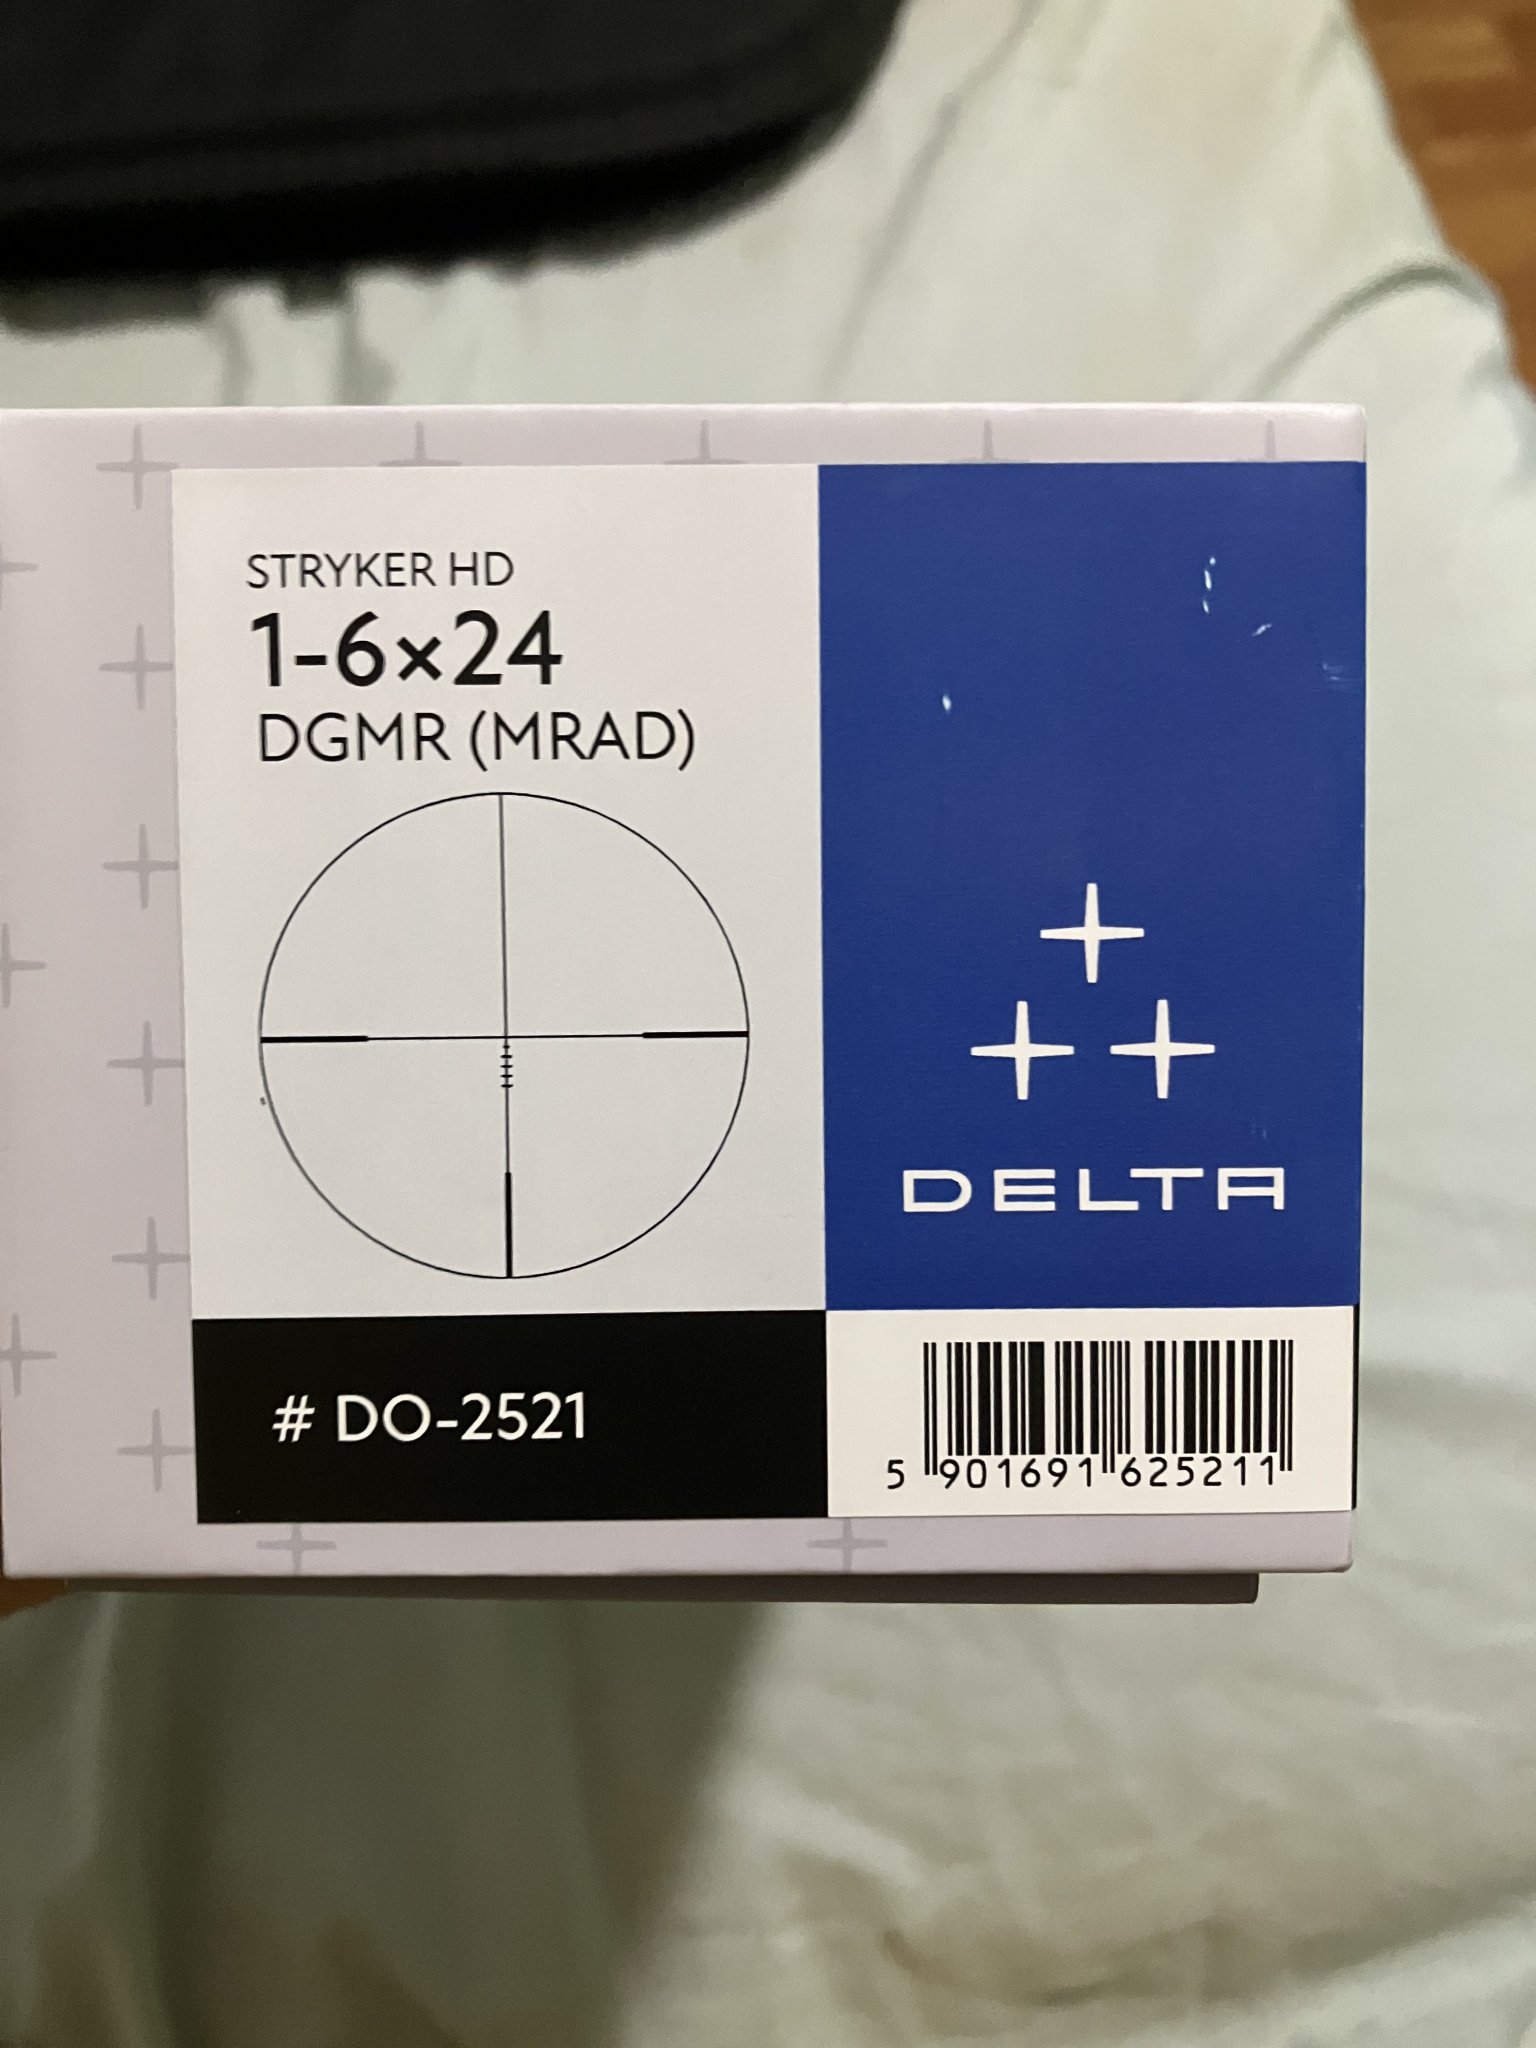 STRYKER HD
1-6×24
DGMR (MRAD)
DELTA
# DO-2521
5 901691 625211